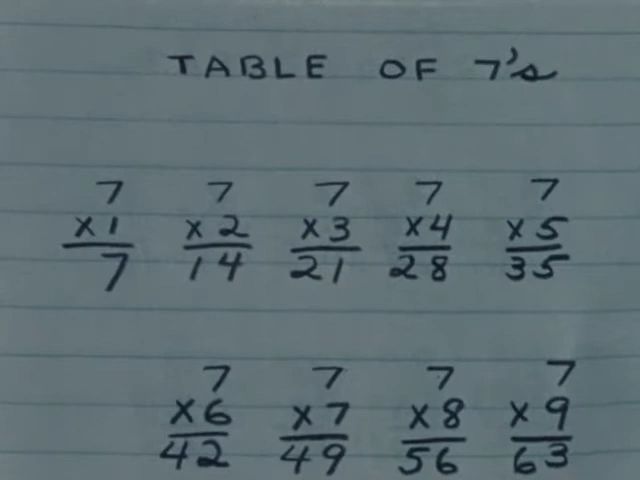 TABLE OF 7's
7 7 7 7 7
x1 x2 x3 x4 x5
7 14 21 28 35
7 7 7 7
x6 x7 x8 x9
42 49 56 63